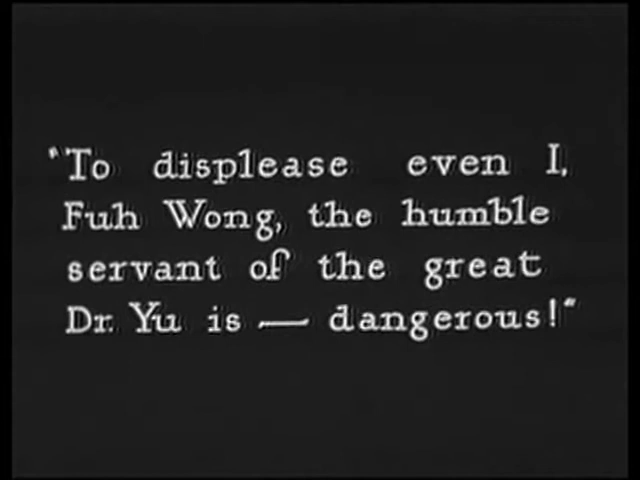 "To displease even I,
Fuh Wong, the humble
servant of the great
Dr. Yu is — dangerous!"